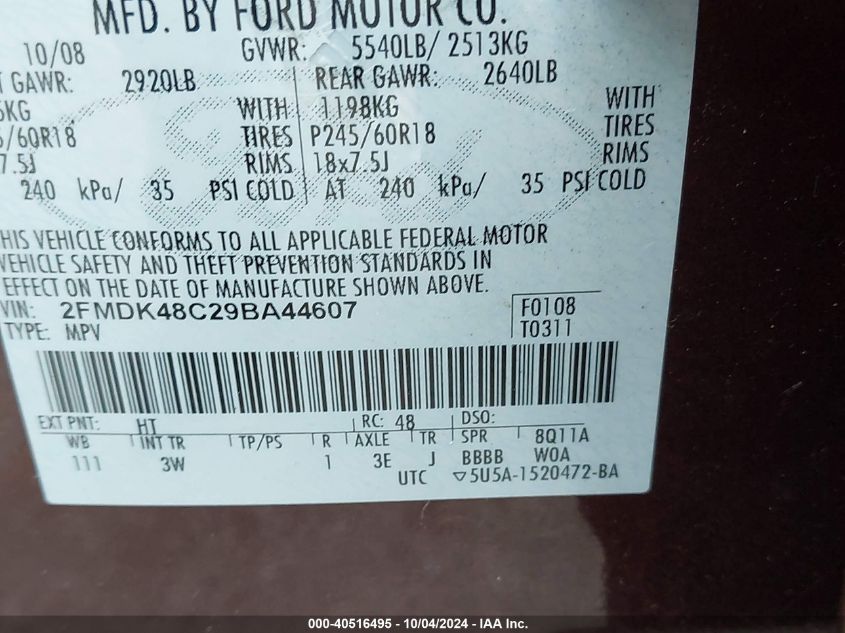 MFD. BY FORD MOTOR CO.
10/08 GVWR: 5540LB/ 2513KG
GAWR: 2920LB REAR GAWR: 2640LB
KG WITH 1198KG WITH
/60R18 TIRES P245/60R18 TIRES
7.5J RIMS 18x7.5J RIMS
240 kPa/ 35 PSI COLD AT 240 kPa/ 35 PSI COLD
THIS VEHICLE CONFORMS TO ALL APPLICABLE FEDERAL MOTOR
VEHICLE SAFETY AND THEFT PREVENTION STANDARDS IN
EFFECT ON THE DATE OF MANUFACTURE SHOWN ABOVE.
VIN: 2FMDK48C29BA44607 F0108
TYPE: MPV T0311
EXT PNT: HT RC: 48 DSO:
WB INT TR TP/PS R AXLE TR SPR 8Q11A
111 3W 1 3E J BBBB WOA
UTC ▽5U5A-1520472-BA
000-40516495 - 10/04/2024 - IAA Inc.